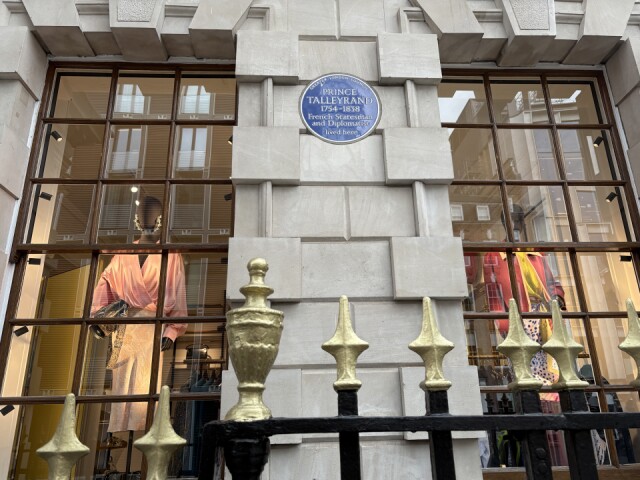 PRINCE
TALLEYRAND
1754-1838
French Statesman
and Diplomatist
lived here